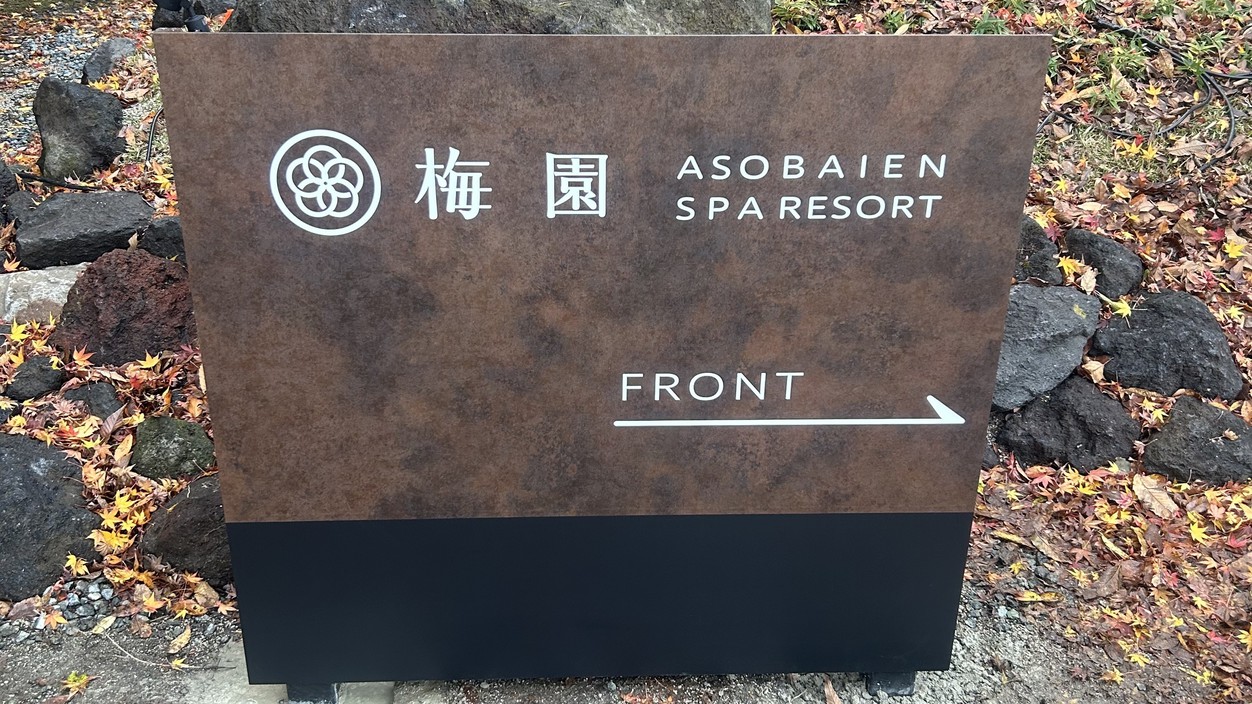 梅園
ASOBAIEN
SPA RESORT
FRONT